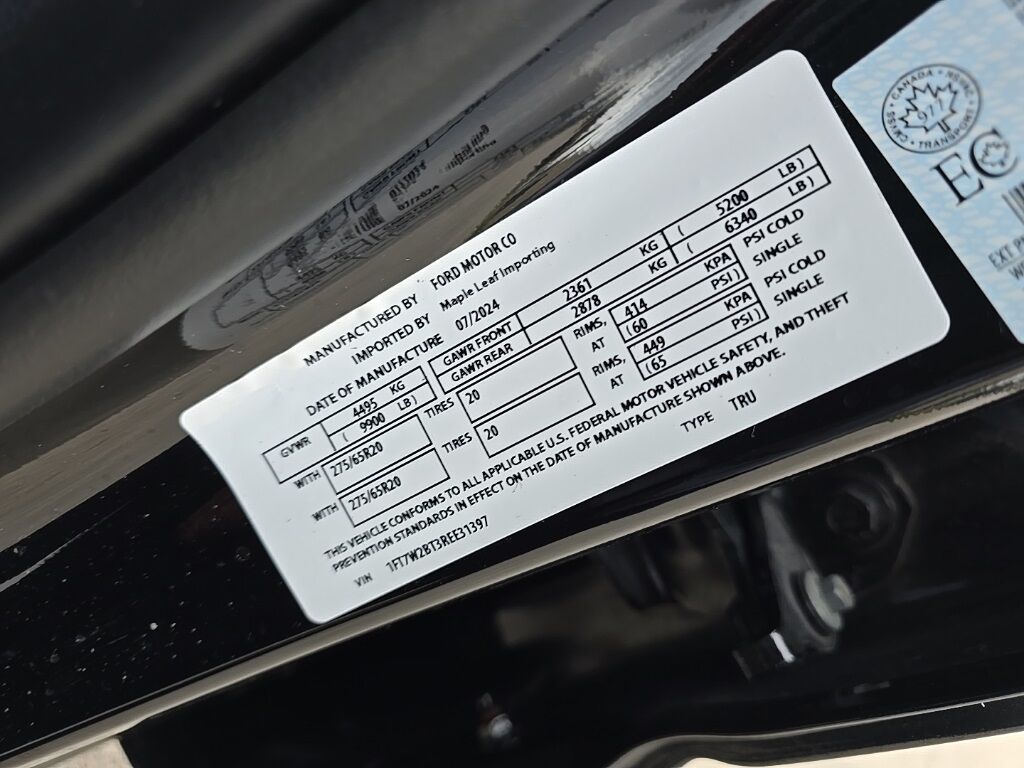 MANUFACTURED BY FORD MOTOR CO
IMPORTED BY Maple Leaf Importing
DATE OF MANUFACTURE 07/2024
GVWR 4495 KG GAWR FRONT 2361 KG ( 5200 LB )
( 9900 LB ) GAWR REAR 2878 KG ( 6340 LB )
WITH 275/65R20 TIRES 20 RIMS, 414 KPA PSI COLD
AT (60 PSI ) SINGLE
WITH 275/65R20 TIRES 20 RIMS, 449 KPA PSI COLD
AT (65 PSI ) SINGLE
THIS VEHICLE CONFORMS TO ALL APPLICABLE U.S. FEDERAL MOTOR VEHICLE SAFETY, AND THEFT
PREVENTION STANDARDS IN EFFECT ON THE DATE OF MANUFACTURE SHOWN ABOVE.
VIN 1FT7W2BT3REE31397 TYPE TRU
CANADA
TRANSPORT
EC
EXT